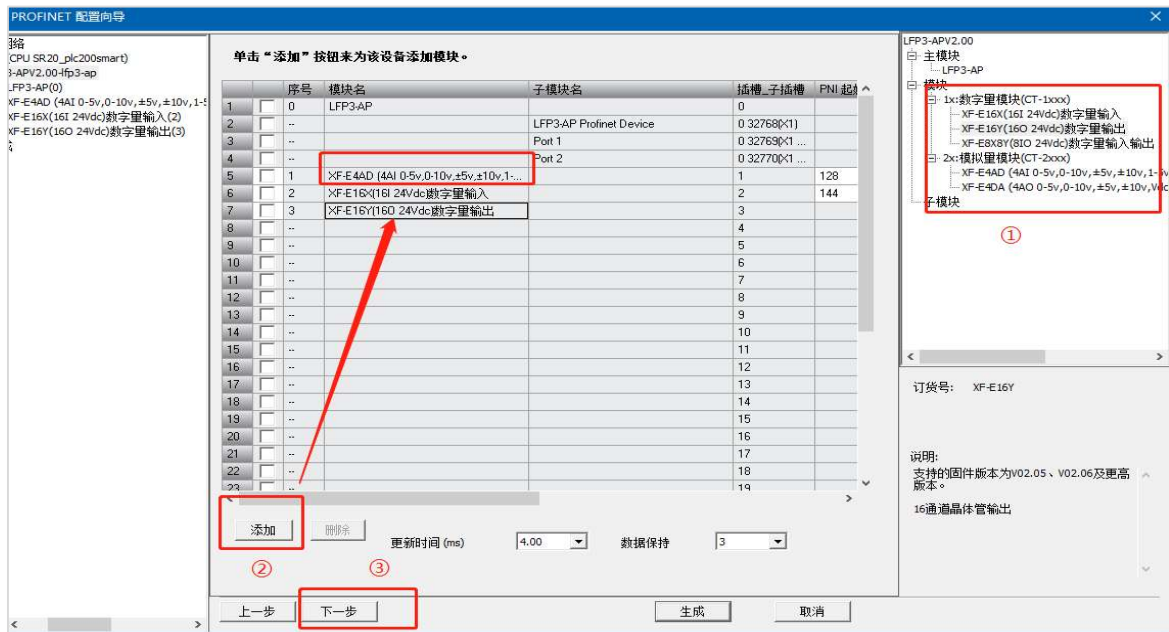 PROFINET 配置向导
网络
CPU SR20_plc200smart)
3-APV2.00-lfp3-ap
LFP3-AP(0)
XF-E4AD (4AI 0-5v,0-10v,±5v,±10v,1-5
XF-E16X(16I 24Vdc)数字量输入(2)
XF-E16Y(16O 24Vdc)数字量输出(3)
单击“添加”按钮来为该设备添加模块。
序号 模块名 子模块名 插槽_子插槽 PNI 起始
1 0 LFP3-AP 0
2 -- LFP3-AP Profinet Device 0 32768(X1)
3 -- Port 1 0 32769(X1 ...
4 -- Port 2 0 32770(X1 ...
5 1 XF-E4AD (4AI 0-5v,0-10v,±5v,±10v,1-... 1 128
6 2 XF-E16X(16I 24Vdc)数字量输入 2 144
7 3 XF-E16Y(16O 24Vdc)数字量输出 3
8 -- 4
9 -- 5
10 -- 6
11 -- 7
12 -- 8
13 -- 9
14 -- 10
15 -- 11
16 -- 12
17 -- 13
18 -- 14
19 -- 15
20 -- 16
21 -- 17
22 -- 18
23 -- 19
添加 删除 更新时间 (ms) 4.00 数据保持 3
② ③
上一步 下一步 生成 取消
LFP3-APV2.00
主模块
LFP3-AP
模块
1x:数字量模块(CT-1xxx)
XF-E16X(16I 24Vdc)数字量输入
XF-E16Y(16O 24Vdc)数字量输出
XF-E8X8Y(8IO 24Vdc)数字量输入输出
2x:模拟量模块(CT-2xxx)
XF-E4AD (4AI 0-5v,0-10v,±5v,±10v,1-5v
XF-E4DA (4AO 0-5v,0-10v,±5v,±10v,Vdc
子模块
①
订货号: XF-E16Y
说明:
支持的固件版本为V02.05、V02.06及更高
版本。
16通道晶体管输出